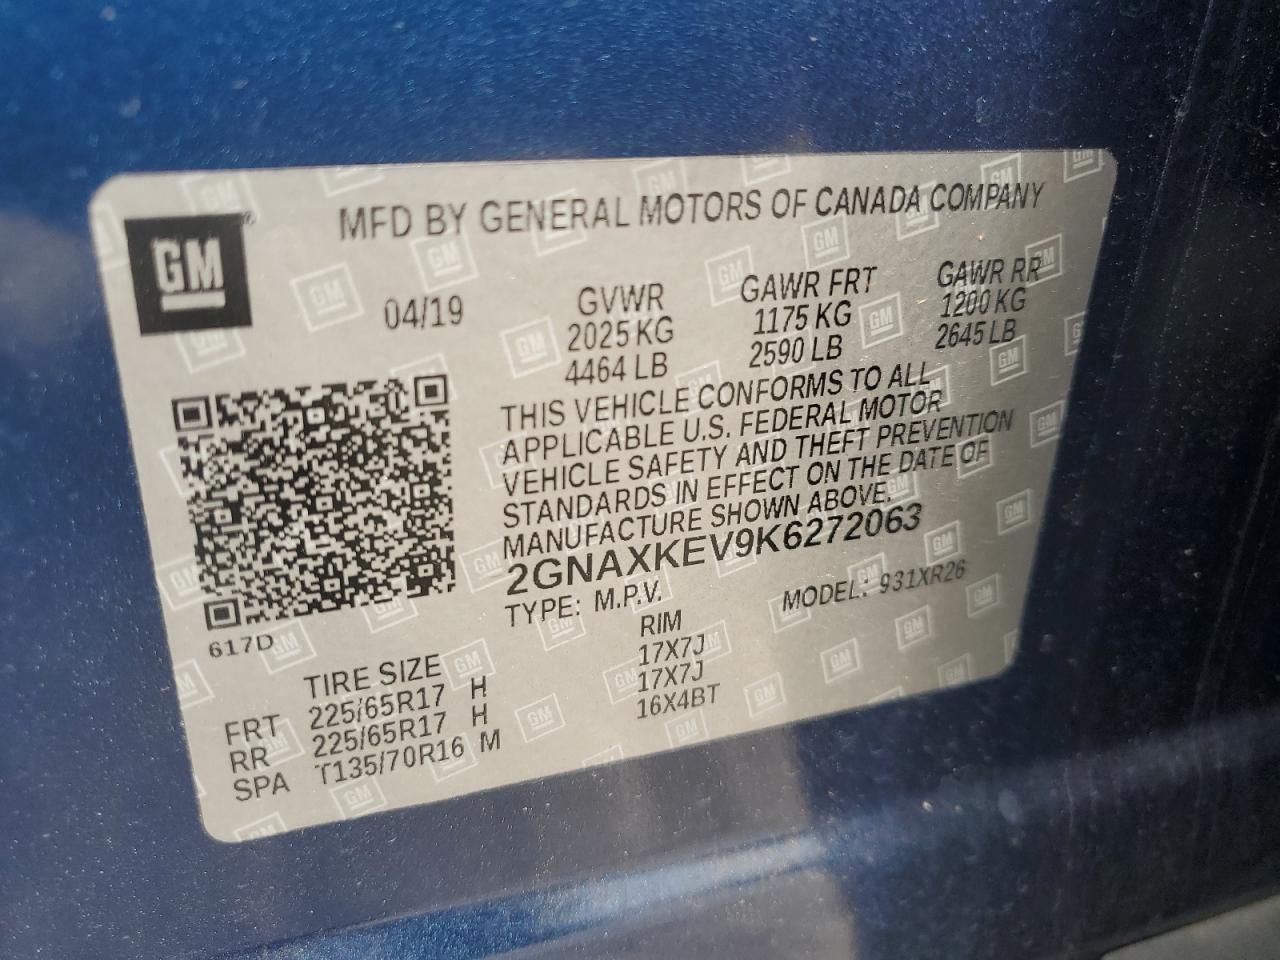 GM
MFD BY GENERAL MOTORS OF CANADA COMPANY
04/19
GVWR
2025 KG
4464 LB
GAWR FRT
1175 KG
2590 LB
GAWR RR
1200 KG
2645 LB
THIS VEHICLE CONFORMS TO ALL
APPLICABLE U.S. FEDERAL MOTOR
VEHICLE SAFETY AND THEFT PREVENTION
STANDARDS IN EFFECT ON THE DATE OF
MANUFACTURE SHOWN ABOVE.
2GNAXKEV9K6272063
TYPE: M.P.V. MODEL: 931XR26
617D
TIRE SIZE RIM
FRT 225/65R17 H 17X7J
RR 225/65R17 H 17X7J
SPA T135/70R16 M 16X4BT